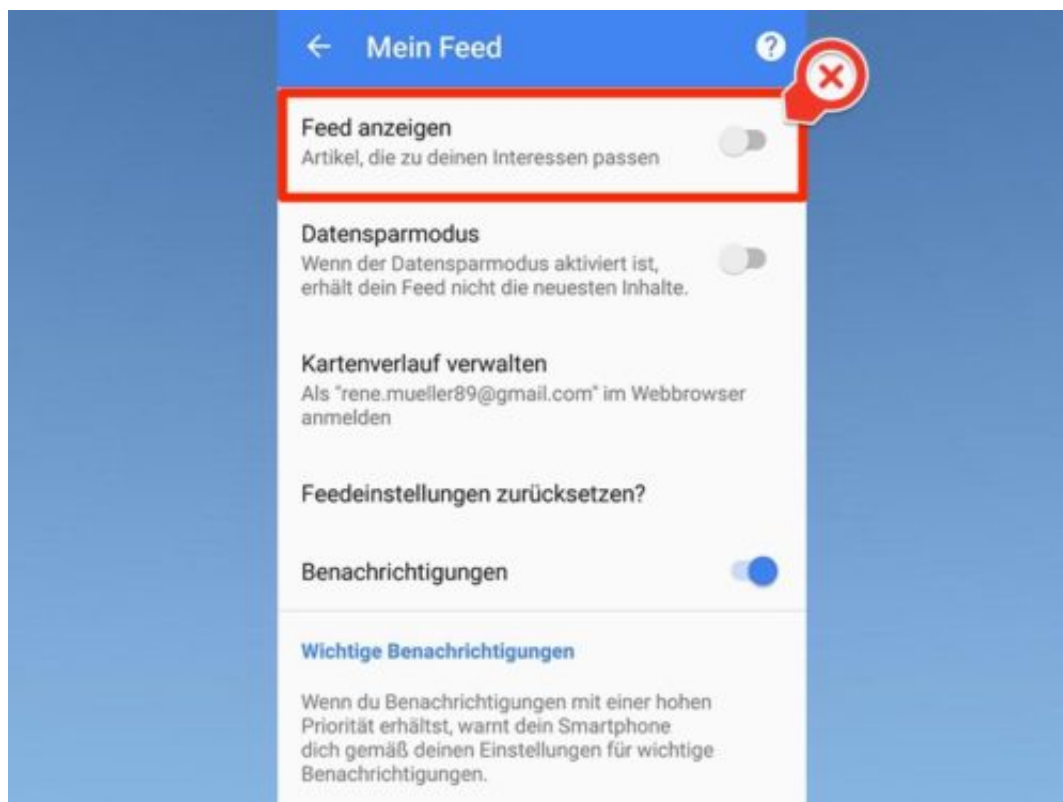 Mein Feed
?
Feed anzeigen
Artikel, die zu deinen Interessen passen
Datensparmodus
Wenn der Datensparmodus aktiviert ist,
erhält dein Feed nicht die neuesten Inhalte.
Kartenverlauf verwalten
Als "rene.mueller89@gmail.com" im Webbrowser
anmelden
Feedeinstellungen zurücksetzen?
Benachrichtigungen
Wichtige Benachrichtigungen
Wenn du Benachrichtigungen mit einer hohen
Priorität erhältst, warnt dein Smartphone
dich gemäß deinen Einstellungen für wichtige
Benachrichtigungen.